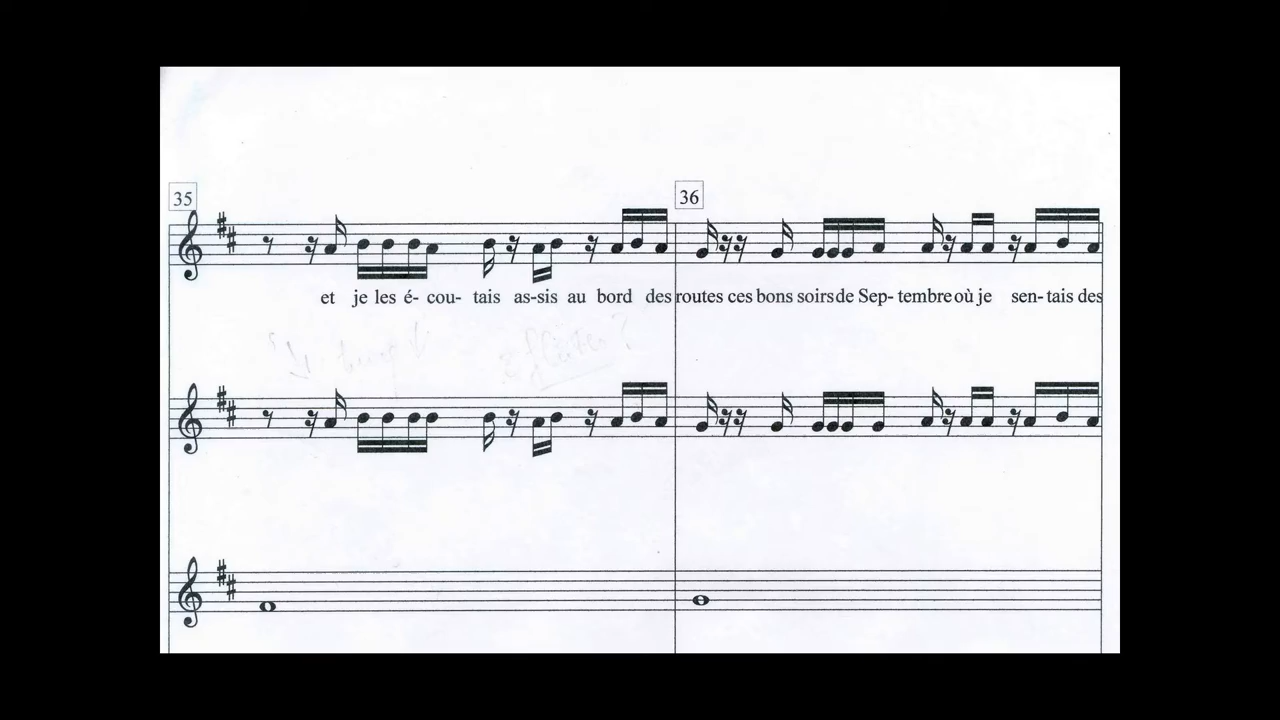 35
36
et je les é- cou- tais as-sis au bord des routes ces bons soirs de Sep- tembre où je sen- tais des